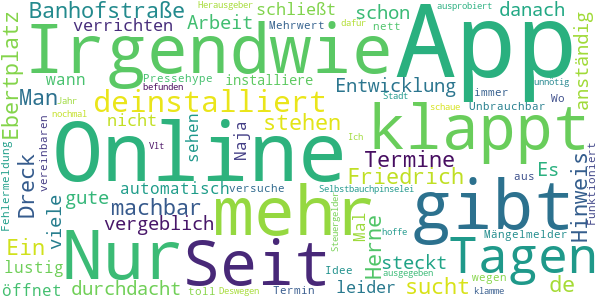 Banhofstraße
verrichten
Herausgeber
schließt
Mehrwert
ausprobiert
dafür
nett
schon
danach
unnötig
Arbeit
Irgendwie
App
Ebertplatz
wann
Pressehype
installiere
befunden
anständig
Man
deinstalliert
Entwicklung
immer
Wo
Jahr
nochmal
nicht
stehen
Stadt
Unbrauchbar
schaue
klappt
Fehlermeldung
vereinbaren
Online
sehen
Naja
Vlt
Ich
Termine
Es
aus
Hinweis
Funktioniert
Dreck
gute
automatisch
versuche
Friedrich
Selbstbauchpinselei
viele
machbar
vergeblich
mehr
Steuergelder
Mal
Herne
hoffe
gibt
Mängelmelder
Ein
lustig
Nur
Seit
Idee
steckt
ausgegeben
Tagen
öffnet
durchdacht
toll
Deswegen
Termin
leider
sucht
klamme
wegen
de